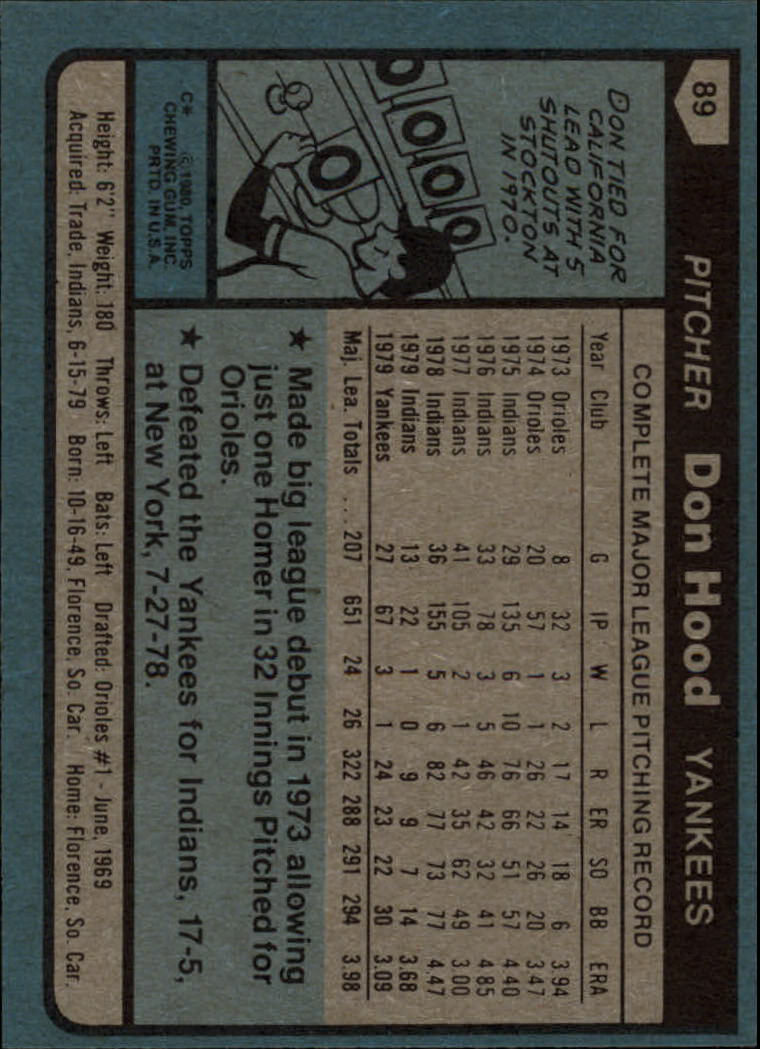 89 PITCHER Don Hood YANKEES
COMPLETE MAJOR LEAGUE PITCHING RECORD
Year Club G IP W L R ER SO BB ERA
1973 Orioles 8 32 3 2 17 14 18 6 3.94
1974 Orioles 20 57 1 1 26 22 26 20 3.47
1975 Indians 29 135 6 10 76 66 51 57 4.40
1976 Indians 33 78 3 5 46 42 32 41 4.85
1977 Indians 41 105 2 1 42 35 62 49 3.00
1978 Indians 36 155 5 6 82 77 73 77 4.47
1979 Indians 13 22 1 0 9 9 7 14 3.68
1979 Yankees 27 67 3 1 24 23 22 30 3.09
Maj. Lea. Totals ... 207 651 24 26 322 288 291 294 3.98
DON TIED FOR
CALIFORNIA
LEAD WITH 5
SHUTOUTS AT
STOCKTON
IN 1970.
0 0 0 0
0
C* © 1980, TOPPS
CHEWING GUM, INC.
PRTD. IN U.S.A.
★ Made big league debut in 1973 allowing
just one Homer in 32 Innings Pitched for
Orioles.
★ Defeated the Yankees for Indians, 17-5,
at New York, 7-27-78.
Height: 6'2" Weight: 180 Throws: Left Bats: Left Drafted: Orioles #1 - June, 1969
Acquired: Trade, Indians, 6-15-79 Born: 10-16-49, Florence, So. Car. Home: Florence, So. Car.